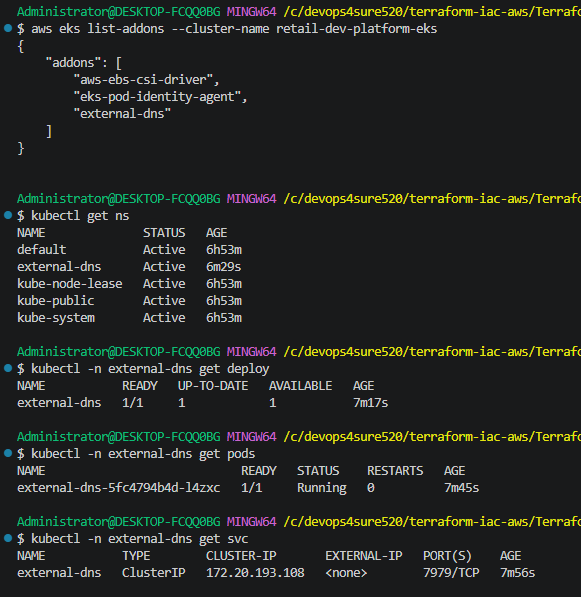 Administrator@DESKTOP-FCQQ0BG MINGW64 /c/devops4sure520/terraform-iac-aws/Terrafo
$ aws eks list-addons --cluster-name retail-dev-platform-eks
{
    "addons": [
        "aws-ebs-csi-driver",
        "eks-pod-identity-agent",
        "external-dns"
    ]
}
Administrator@DESKTOP-FCQQ0BG MINGW64 /c/devops4sure520/terraform-iac-aws/Terrafo
$ kubectl get ns
NAME              STATUS   AGE
default           Active   6h53m
external-dns      Active   6m29s
kube-node-lease   Active   6h53m
kube-public       Active   6h53m
kube-system       Active   6h53m
Administrator@DESKTOP-FCQQ0BG MINGW64 /c/devops4sure520/terraform-iac-aws/Terrafo
$ kubectl -n external-dns get deploy
NAME           READY   UP-TO-DATE   AVAILABLE   AGE
external-dns   1/1     1            1           7m17s
Administrator@DESKTOP-FCQQ0BG MINGW64 /c/devops4sure520/terraform-iac-aws/Terrafo
$ kubectl -n external-dns get pods
NAME                            READY   STATUS    RESTARTS   AGE
external-dns-5fc4794b4d-l4zxc   1/1     Running   0          7m45s
Administrator@DESKTOP-FCQQ0BG MINGW64 /c/devops4sure520/terraform-iac-aws/Terrafo
$ kubectl -n external-dns get svc
NAME           TYPE        CLUSTER-IP       EXTERNAL-IP   PORT(S)    AGE
external-dns   ClusterIP   172.20.193.108   <none>        7979/TCP   7m56s